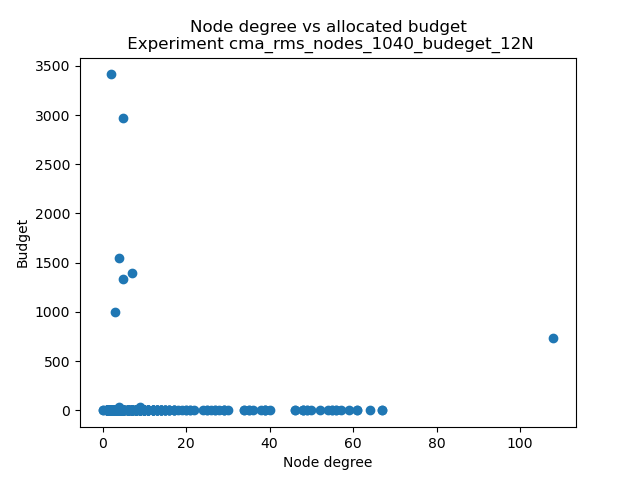 Node degree vs allocated budget
Experiment cma_rms_nodes_1040_budeget_12N
3500
3000
2500
2000
1500
1000
500
0
Budget
0 20 40 60 80 100
Node degree